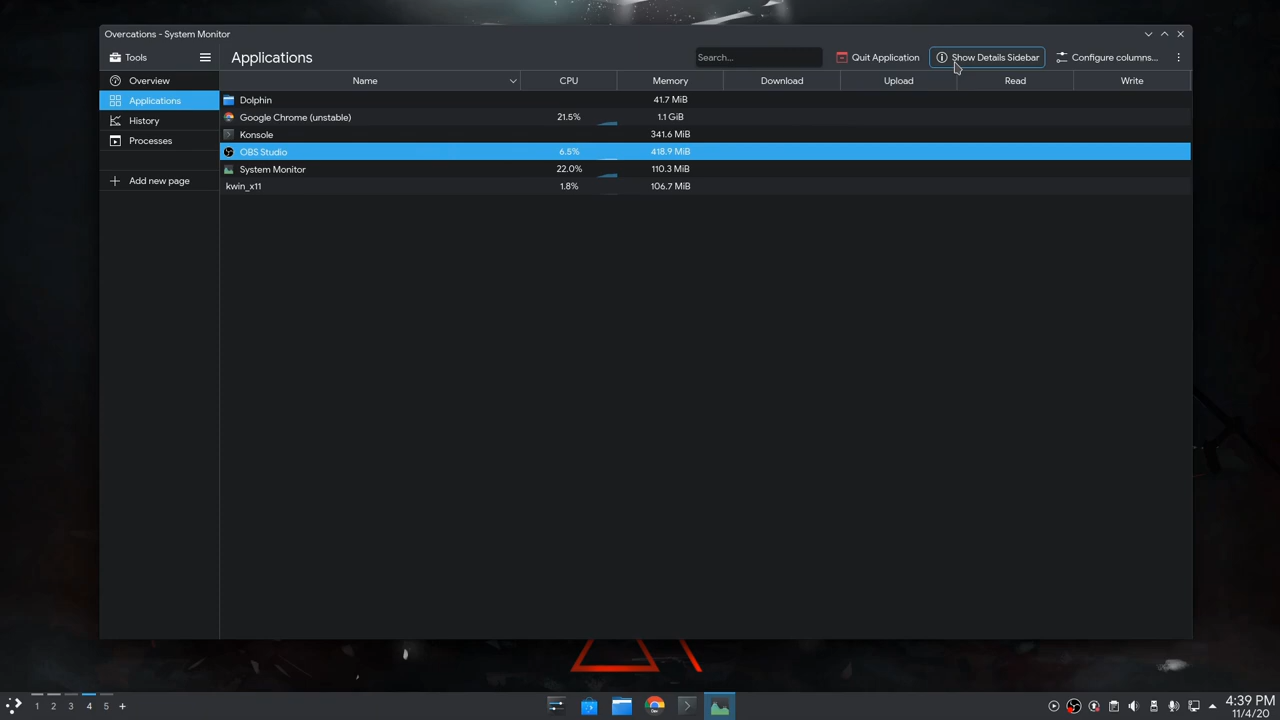 Overcations - System Monitor
Tools
Applications
Search...
Quit Application
Show Details Sidebar
Configure columns...
Overview
Applications
History
Processes
Add new page
Name CPU Memory Download Upload Read Write
Dolphin 41.7 MiB
Google Chrome (unstable) 21.5% 1.1 GiB
Konsole 341.6 MiB
OBS Studio 6.5% 418.9 MiB
System Monitor 22.0% 110.3 MiB
kwin_x11 1.8% 106.7 MiB
1 2 3 4 5 +
4:39 PM
11/4/20